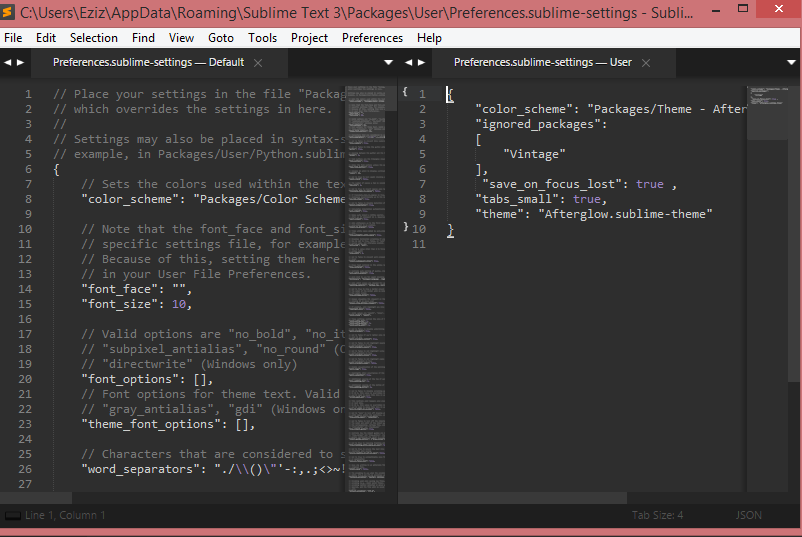 C:\Users\Eziz\AppData\Roaming\Sublime Text 3\Packages\User\Preferences.sublime-settings - Subli...
File Edit Selection Find View Goto Tools Project Preferences Help
Preferences.sublime-settings — Default
1 // Place your settings in the file "Packag
2 // which overrides the settings in here.
3 //
4 // Settings may also be placed in syntax-s
5 // example, in Packages/User/Python.sublim
6 {
7 // Sets the colors used within the tex
8 "color_scheme": "Packages/Color Scheme
9
10 // Note that the font_face and font_si
11 // specific settings file, for example
12 // Because of this, setting them here
13 // in your User File Preferences.
14 "font_face": "",
15 "font_size": 10,
16
17 // Valid options are "no_bold", "no_it
18 // "subpixel_antialias", "no_round" (O
19 // "directwrite" (Windows only)
20 "font_options": [],
21 // Font options for theme text. Valid
22 // "gray_antialias", "gdi" (Windows on
23 "theme_font_options": [],
24
25 // Characters that are considered to s
26 "word_separators": "./\\()\"'-:,.;<>~!
27
Preferences.sublime-settings — User
1 {
2 "color_scheme": "Packages/Theme - After
3 "ignored_packages":
4 [
5 "Vintage"
6 ],
7 "save_on_focus_lost": true ,
8 "tabs_small": true,
9 "theme": "Afterglow.sublime-theme"
10 }
11
Line 1, Column 1
Tab Size: 4
JSON